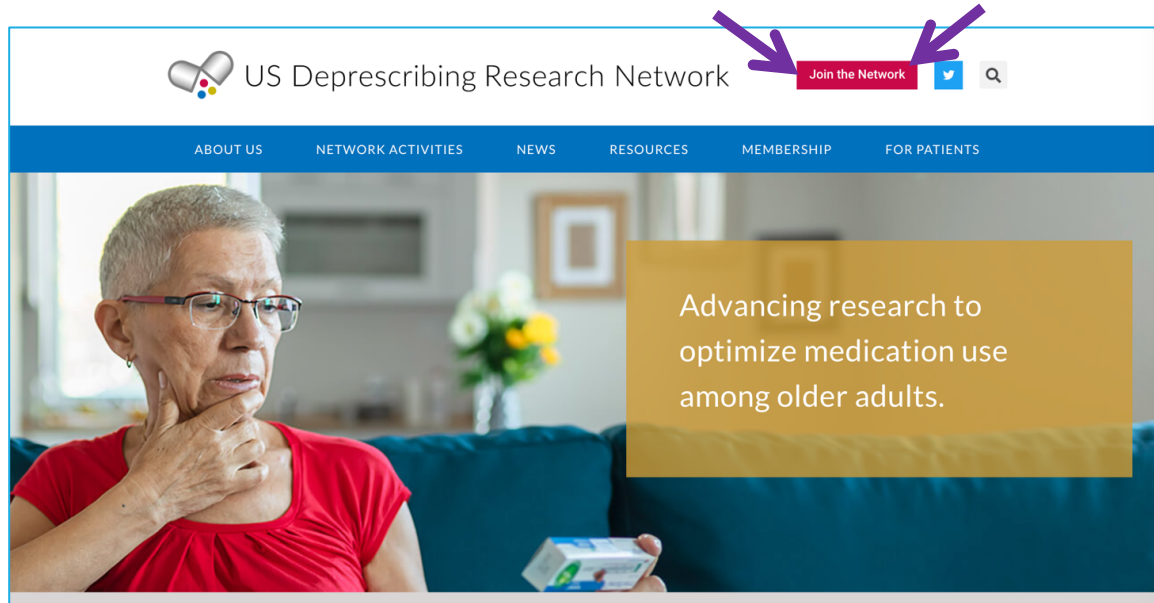 US Deprescribing Research Network
Join the Network
ABOUT US NETWORK ACTIVITIES NEWS RESOURCES MEMBERSHIP FOR PATIENTS
Advancing research to
optimize medication use
among older adults.